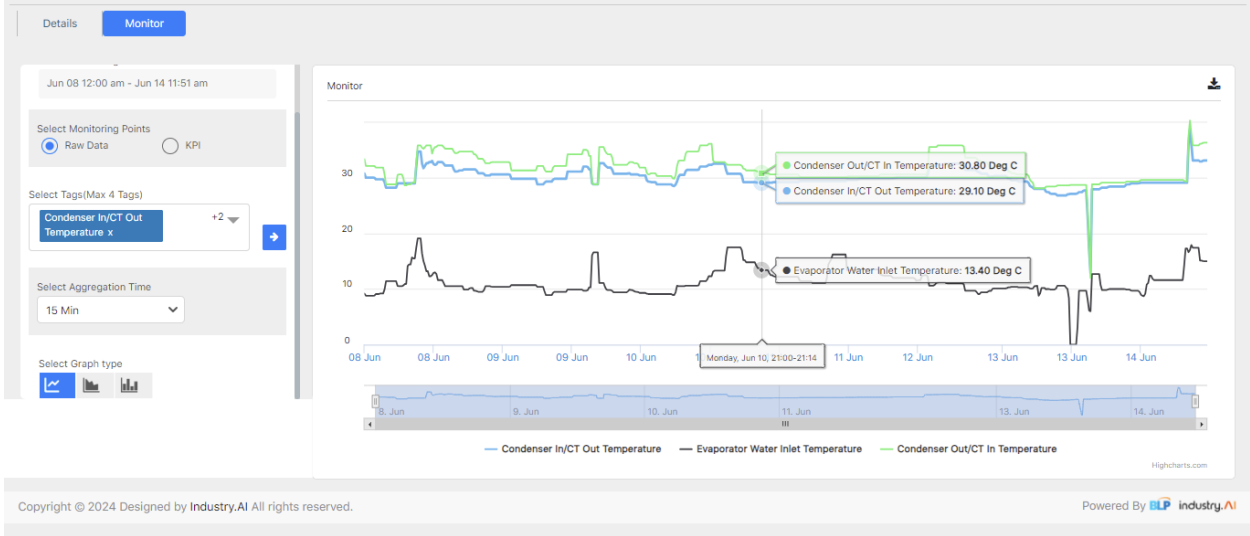 Details
Monitor
Jun 08 12:00 am - Jun 14 11:51 am
Select Monitoring Points
Raw Data
KPI
Select Tags(Max 4 Tags)
Condenser In/CT Out
Temperature x
+2
Select Aggregation Time
15 Min
Select Graph type
Monitor
30
20
10
0
Condenser Out/CT In Temperature: 30.80 Deg C
Condenser In/CT Out Temperature: 29.10 Deg C
Evaporator Water Inlet Temperature: 13.40 Deg C
08 Jun
08 Jun
09 Jun
09 Jun
10 Jun
1
Monday, Jun 10, 21:00-21:14
11 Jun
12 Jun
13 Jun
13 Jun
14 Jun
8. Jun
9. Jun
10. Jun
11. Jun
13. Jun
14. Jun
Condenser In/CT Out Temperature
Evaporator Water Inlet Temperature
Condenser Out/CT In Temperature
Highcharts.com
Copyright © 2024 Designed by Industry.AI All rights reserved.
Powered By BLP industry.AI